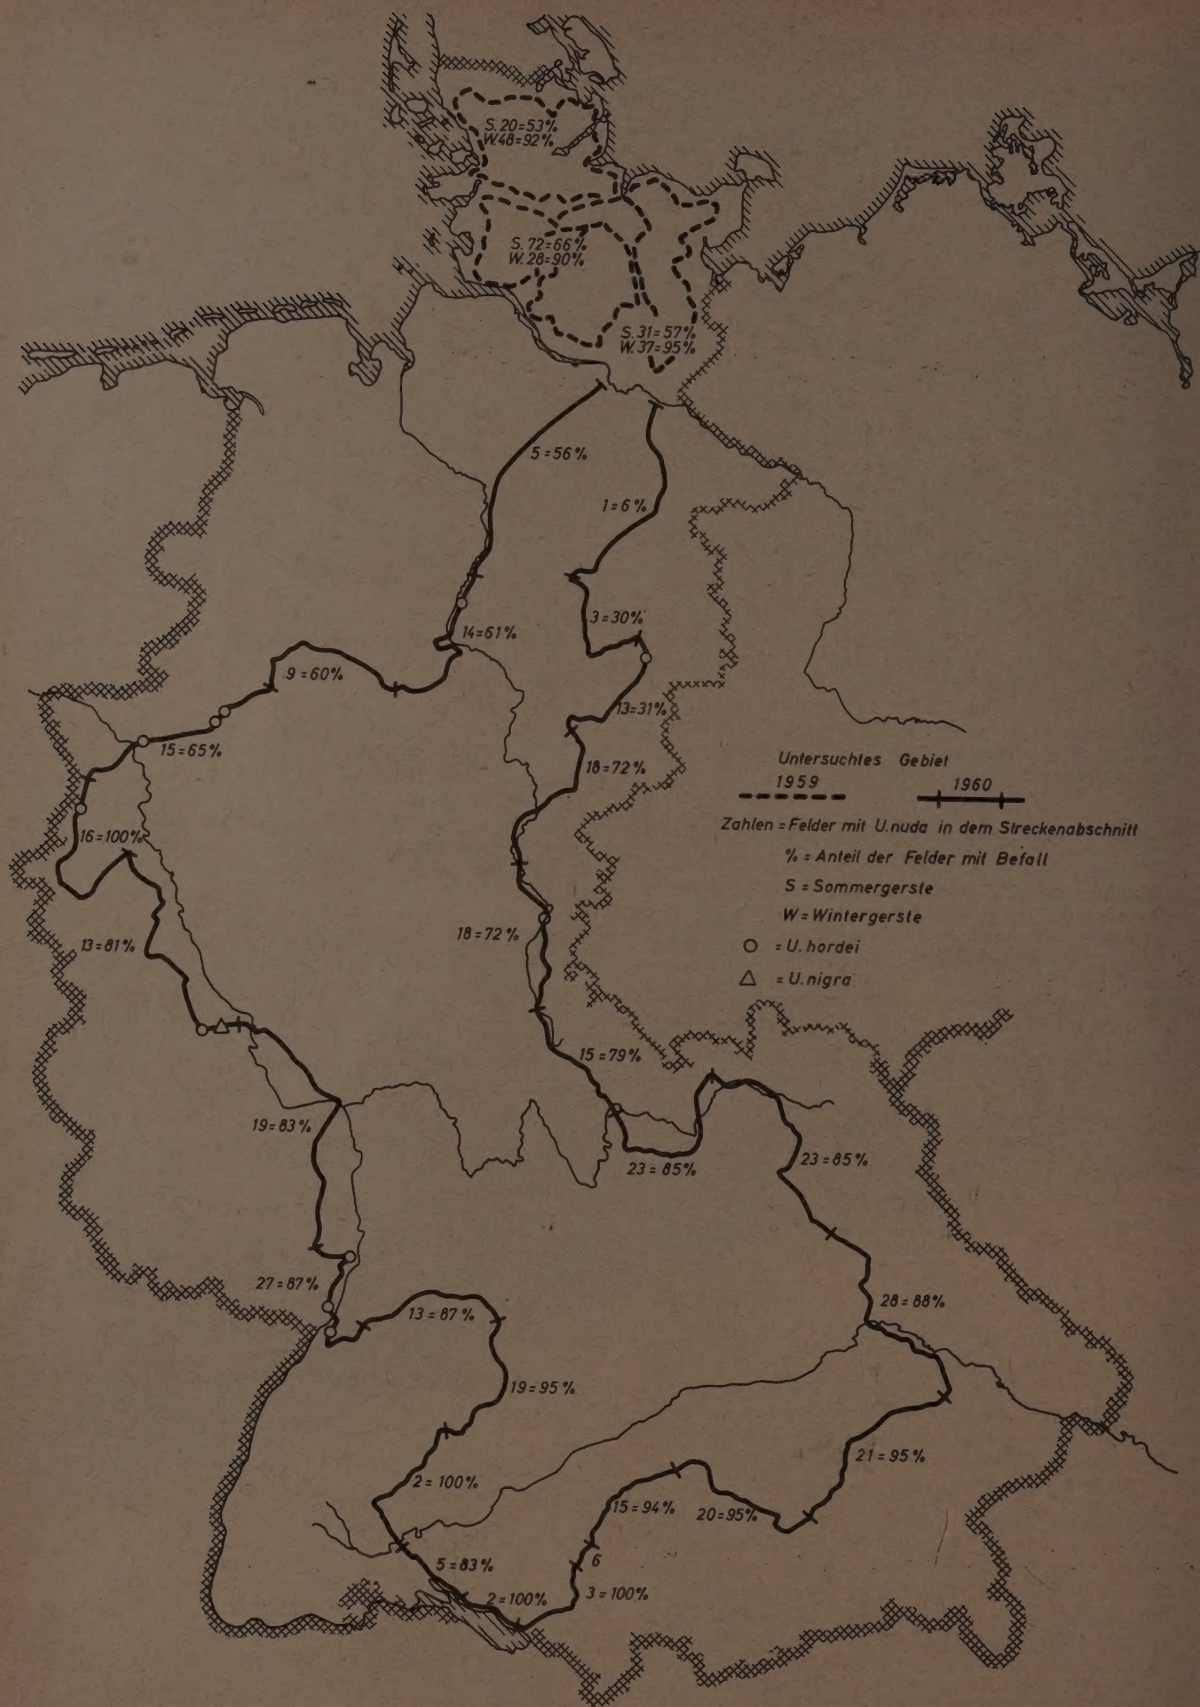 S. 20=53%
W.48=92%
S. 72=66%
W. 28=90%
S. 31=57%
W. 37=95%
5=56%
1=6%
3=30%
14=61%
9=60%
13=31%
15=65%
18=72%
16=100%
13=81%
18=72%
15=79%
19=83%
23=85%
23=85%
27=87%
13=87%
28=88%
19=95%
21=95%
2=100%
15=94%
20=95%
6
5=83%
2=100%
3=100%
Untersuchtes Gebiet
1959 1960
Zahlen = Felder mit U.nuda in dem Streckenabschnitt
% = Anteil der Felder mit Befall
S = Sommergerste
W = Wintergerste
= U. hordei
= U. nigra